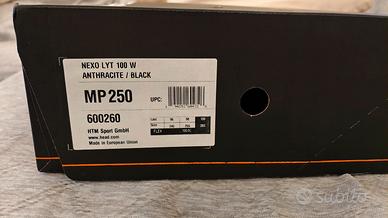 NEXO LYT 100 W
ANTHRACITE / BLACK
MP 250
UPC:
600260
HTM Sport GmbH
www.head.com
Made in European Union
FLEX
subito